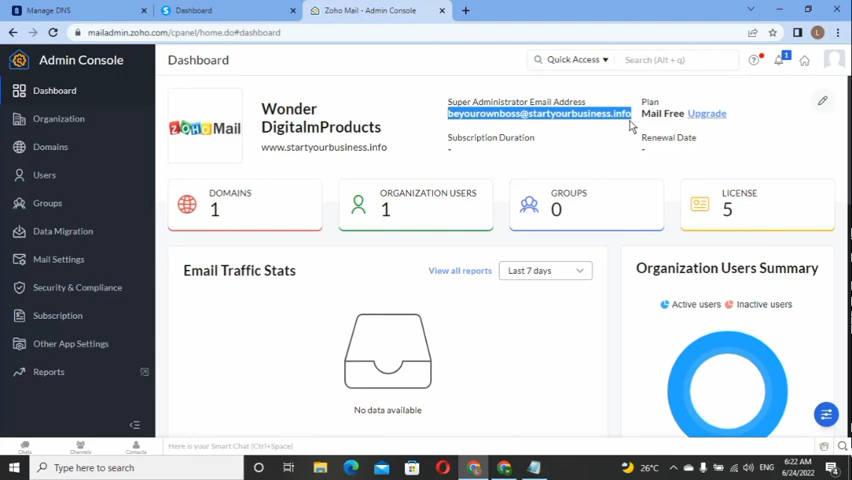 Manage DNS
Dashboard
Zoho Mail - Admin Console
mailadmin.zoho.com/cpanel/home.do#dashboard
L
Admin Console
Dashboard
Quick Access
Search (Alt + q)
1
Dashboard
Organization
Domains
Users
Groups
Data Migration
Mail Settings
Security & Compliance
Subscription
Other App Settings
Reports
ZOHO Mail
Wonder
DigitalmProducts
www.startyourbusiness.info
Super Administrator Email Address
beyourownboss@startyourbusiness.info
Plan
Mail Free Upgrade
Subscription Duration
-
Renewal Date
-
DOMAINS
1
ORGANIZATION USERS
1
GROUPS
0
LICENSE
5
Email Traffic Stats
View all reports
Last 7 days
No data available
Organization Users Summary
Active users
Inactive users
Chats
Channels
Contacts
Here is your Smart Chat (Ctrl+Space)
Type here to search
26°C
ENG
6:22 AM
6/24/2022
4